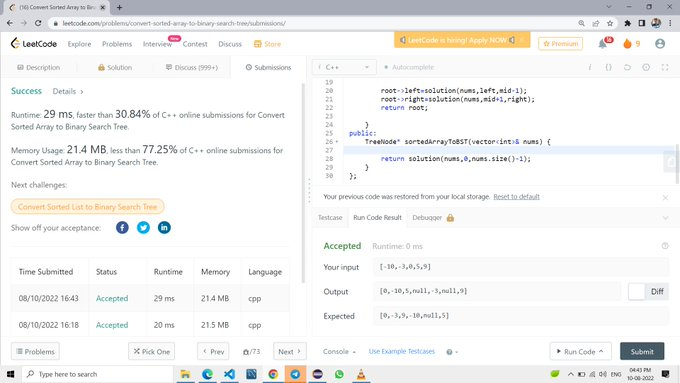 (16) Convert Sorted Array to Binar
leetcode.com/problems/convert-sorted-array-to-binary-search-tree/submissions/
LeetCode
Explore
Problems
Interview
New
Contest
Discuss
Store
LeetCode is hiring! Apply NOW
Premium
9
Description
Solution
Discuss (999+)
Submissions
Success
Details
Runtime: 29 ms, faster than 30.84% of C++ online submissions for Convert
Sorted Array to Binary Search Tree.
Memory Usage: 21.4 MB, less than 77.25% of C++ online submissions for
Convert Sorted Array to Binary Search Tree.
Next challenges:
Convert Sorted List to Binary Search Tree
Show off your acceptance:
Time Submitted Status Runtime Memory Language
08/10/2022 16:43 Accepted 29 ms 21.4 MB cpp
08/10/2022 16:18 Accepted 20 ms 21.5 MB cpp
Problems
Pick One
Prev
/73
Next
i C++
Autocomplete
19
20 root->left=solution(nums,left,mid-1);
21 root->right=solution(nums,mid+1,right);
22 return root;
23
24 }
25 public:
26 TreeNode* sortedArrayToBST(vector<int>& nums) {
27
28 return solution(nums,0,nums.size()-1);
29 }
30 };
Your previous code was restored from your local storage. Reset to default
Testcase
Run Code Result
Debugger
Accepted Runtime: 0 ms
Your input [-10,-3,0,5,9]
Output [0,-10,5,null,-3,null,9]
Diff
Expected [0,-3,9,-10,null,5]
Console
Use Example Testcases
Run Code
Submit
Type here to search
ENG
04:43 PM
10-08-2022